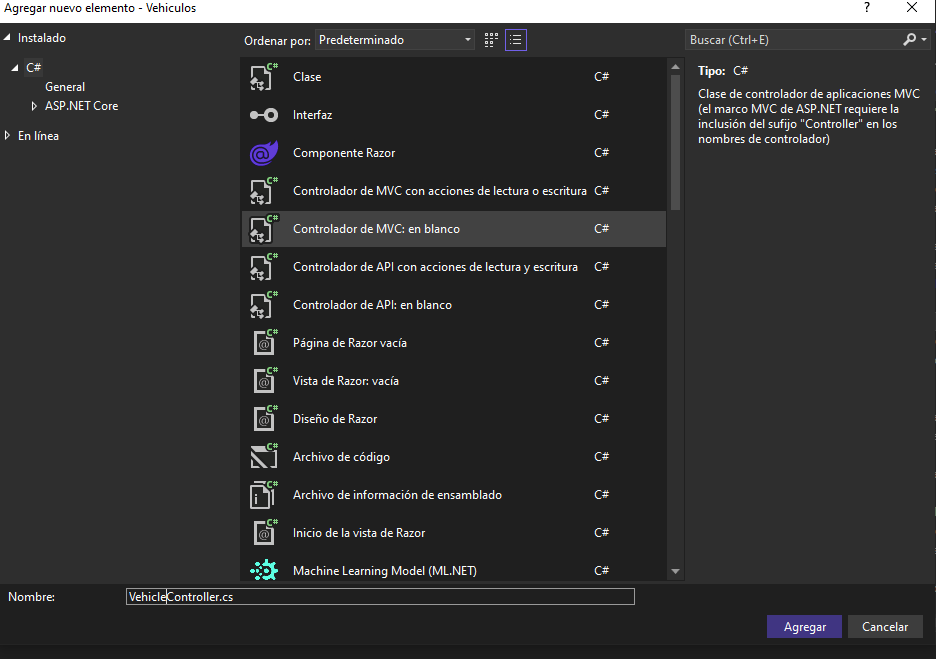 Agregar nuevo elemento - Vehiculos
?
Instalado
C#
General
ASP.NET Core
En línea
Ordenar por:
Predeterminado
Clase C#
Interfaz C#
Componente Razor C#
Controlador de MVC con acciones de lectura o escritura C#
Controlador de MVC: en blanco C#
Controlador de API con acciones de lectura y escritura C#
Controlador de API: en blanco C#
Página de Razor vacía C#
Vista de Razor: vacía C#
Diseño de Razor C#
Archivo de código C#
Archivo de información de ensamblado C#
Inicio de la vista de Razor C#
Machine Learning Model (ML.NET) C#
Buscar (Ctrl+E)
Tipo: C#
Clase de controlador de aplicaciones MVC
(el marco MVC de ASP.NET requiere la
inclusión del sufijo "Controller" en los
nombres de controlador)
Nombre:
VehicleController.cs
Agregar
Cancelar